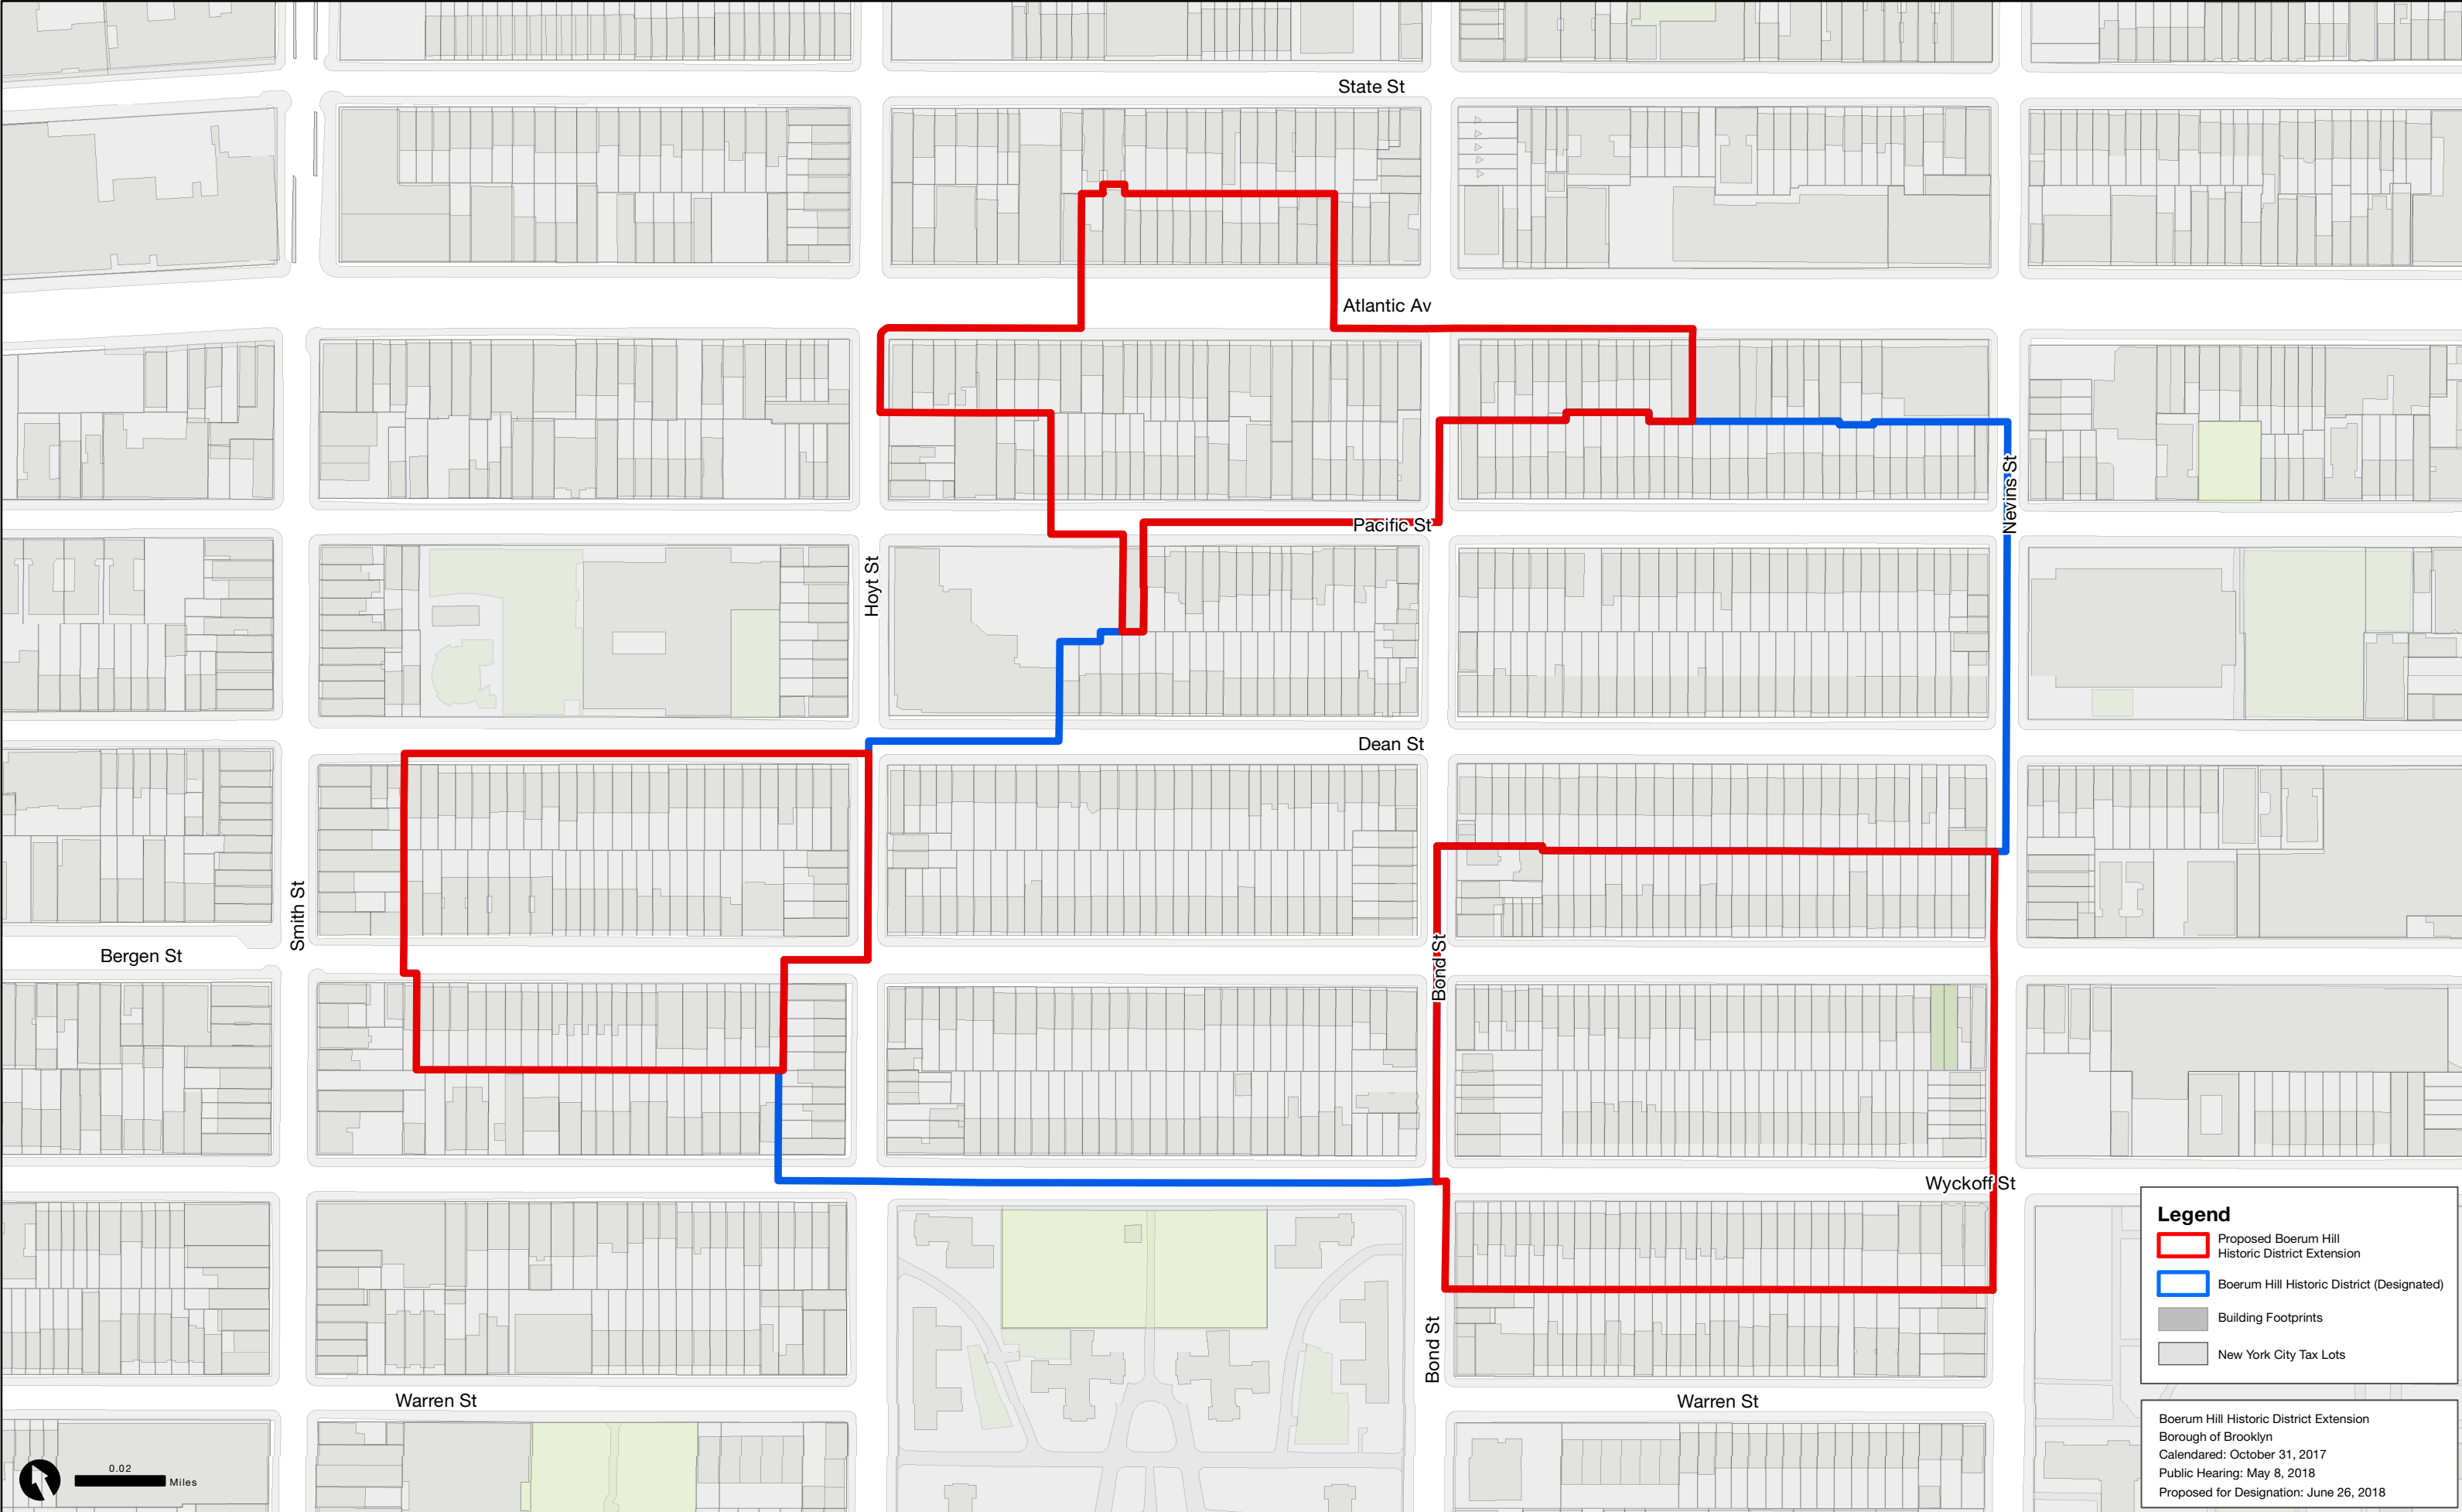 State St
Atlantic Av
Nevins St
Pacific St
Hoyt St
Dean St
Smith St
Bergen St
Bond St
Wyckoff St
Legend
Proposed Boerum Hill
Historic District Extension
Boerum Hill Historic District (Designated)
Building Footprints
New York City Tax Lots
Bond St
Warren St
Warren St
Boerum Hill Historic District Extension
Borough of Brooklyn
Calendared: October 31, 2017
Public Hearing: May 8, 2018
Proposed for Designation: June 26, 2018
0.02
Miles